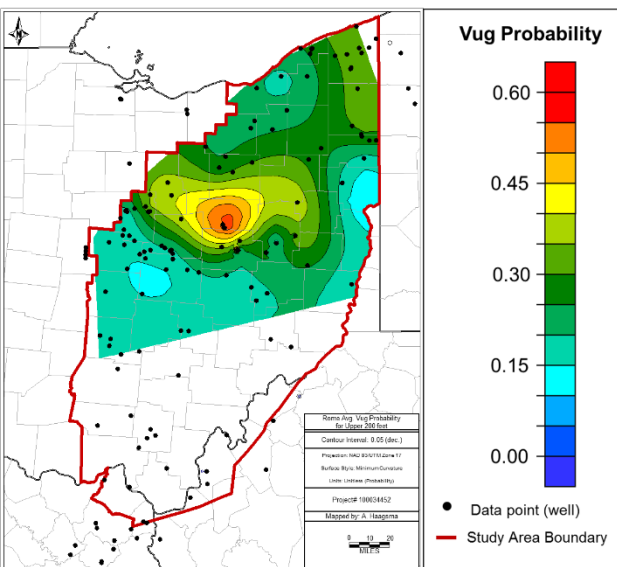 N
Rome Avg. Vug Probability
for Upper 200 feet
Contour Interval: 0.05 (dec.)
Projection: NAD 83/UTM Zone 17
Surface Style: Minimum Curvature
Units: Unitless (Probability)
Project# 100034452
Mapped by: A. Haagsma
0 10 20
MILES
Vug Probability
0.60
0.45
0.30
0.15
0.00
Data point (well)
Study Area Boundary